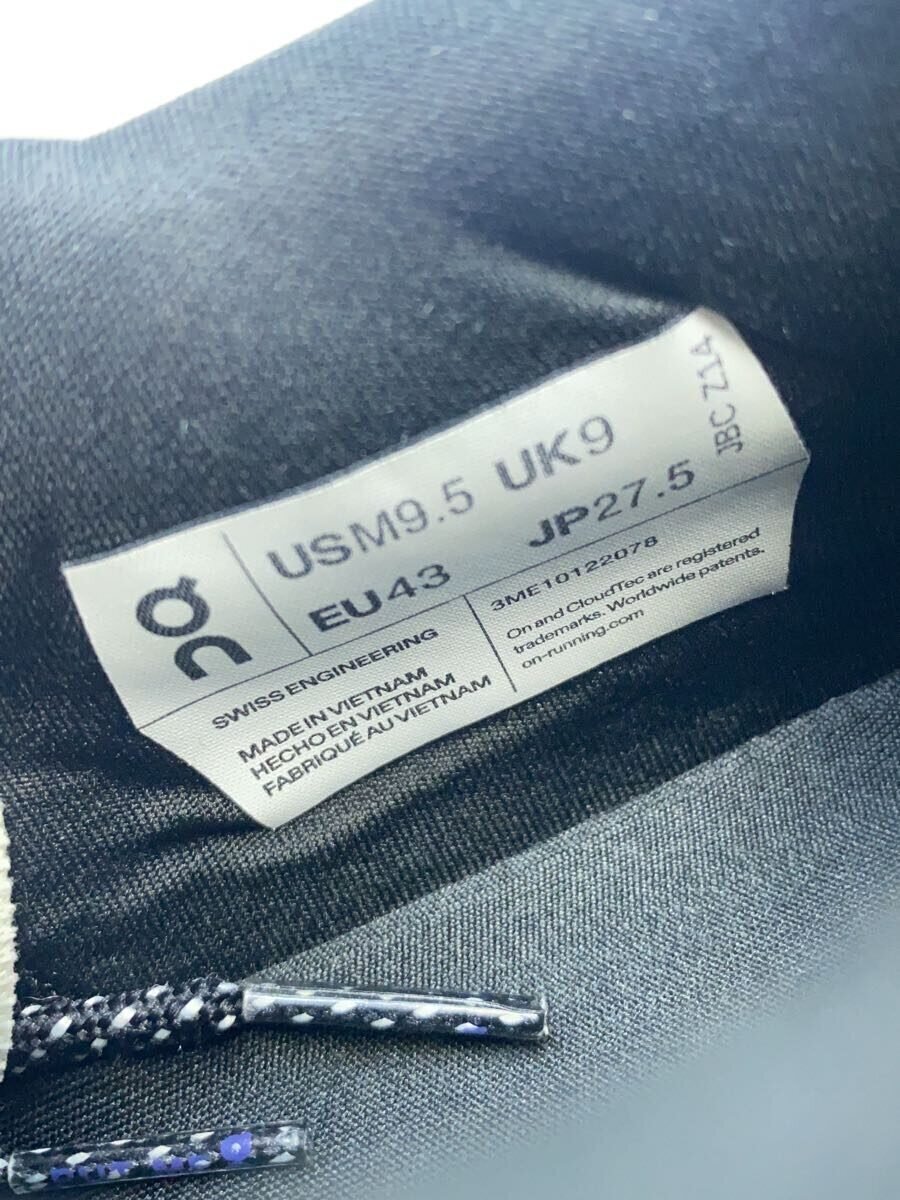 USM9.5 UK9
EU43 JP27.5
JBC Z14
SWISS ENGINEERING
MADE IN VIETNAM
HECHO EN VIETNAM
FABRIQUÉ AU VIETNAM
3ME10122078
On and CloudTec are registered
trademarks. Worldwide patents.
on-running.com